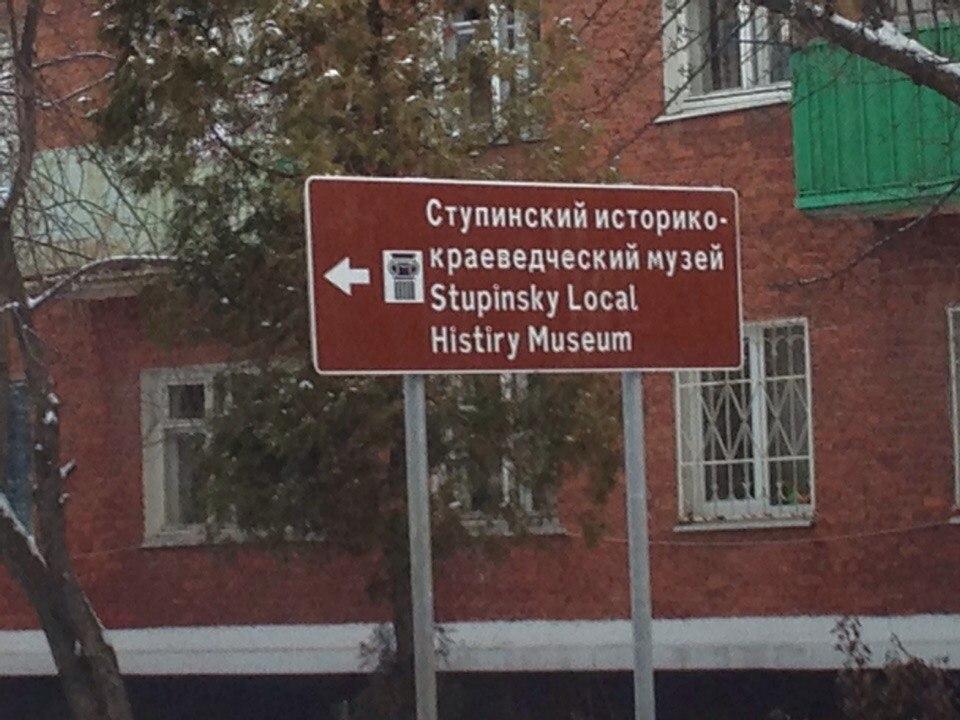 Ступинский историко-
краеведческий музей
Stupinsky Local
Histiry Museum